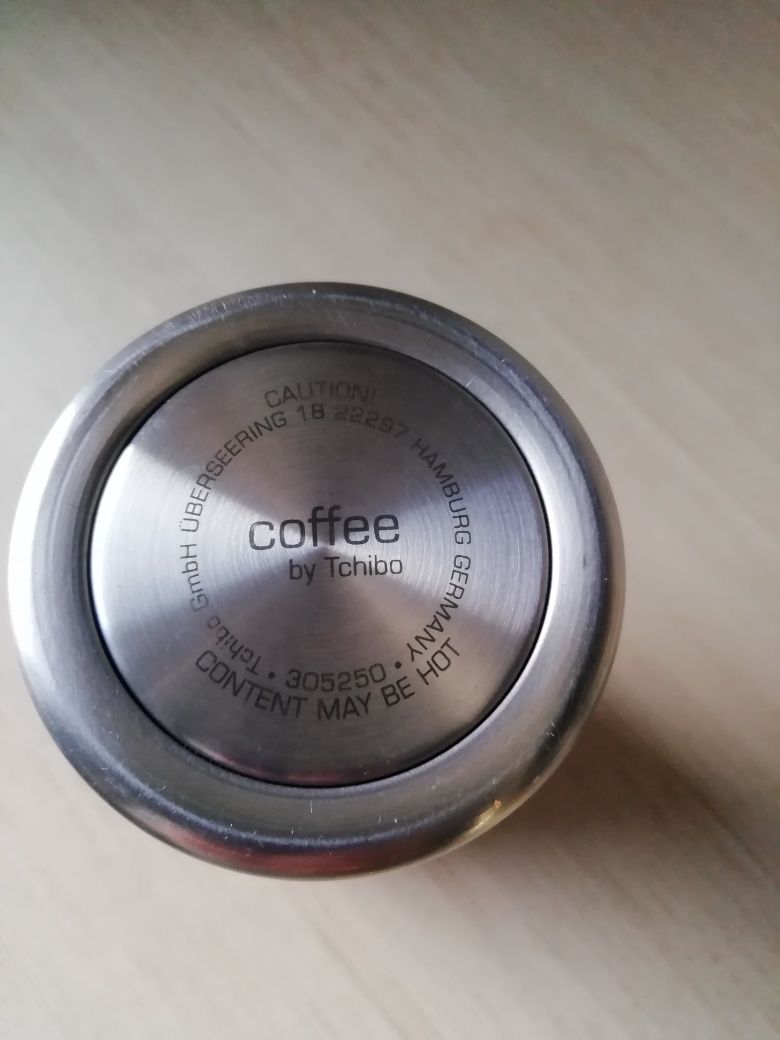 CAUTION!
Tchibo GmbH ÜBERSEERING 18 22297 HAMBURG GERMANY
coffee
by Tchibo
• 305250 •
CONTENT MAY BE HOT